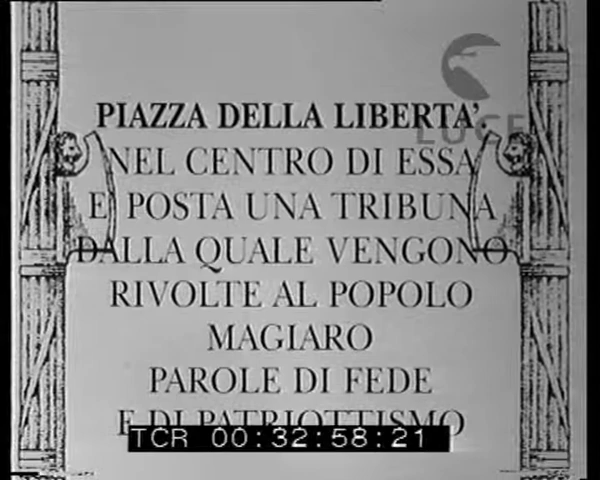 LUCE
PIAZZA DELLA LIBERTA'
NEL CENTRO DI ESSA
E' POSTA UNA TRIBUNA
DALLA QUALE VENGONO
RIVOLTE AL POPOLO
MAGIARO
PAROLE DI FEDE
E DI PATRIOTTISMO
TCR 00:32:58:21